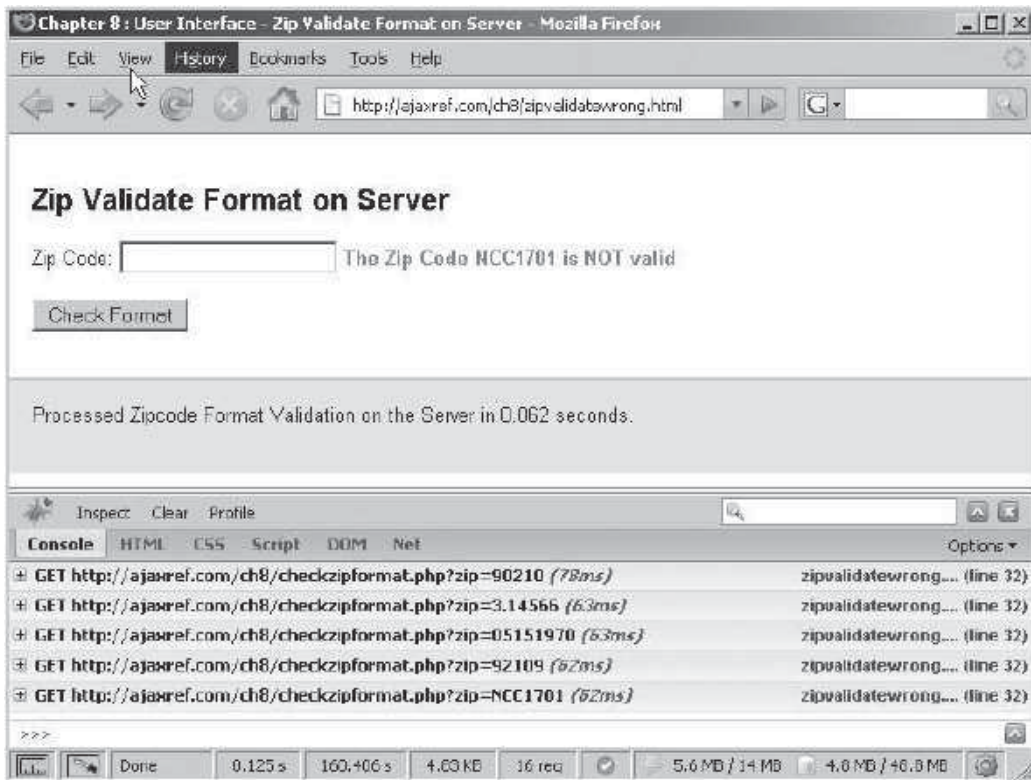 Chapter 8 : User Interface - Zip Validate Format on Server - Mozilla Firefox
File Edit View History Bookmarks Tools Help
http://ajaxref.com/ch8/zipvalidatewrong.html
G
Zip Validate Format on Server
Zip Code: The Zip Code NCC1701 is NOT valid
Check Format
Processed Zipcode Format Validation on the Server in 0.062 seconds.
Inspect Clear Profile
Console HTML CSS Script DOM Net Options
GET http://ajaxref.com/ch8/checkzipformat.php?zip=90210 (78ms) zipvalidatewrong.... (line 32)
GET http://ajaxref.com/ch8/checkzipformat.php?zip=3.14566 (63ms) zipvalidatewrong.... (line 32)
GET http://ajaxref.com/ch8/checkzipformat.php?zip=05151970 (63ms) zipvalidatewrong.... (line 32)
GET http://ajaxref.com/ch8/checkzipformat.php?zip=92109 (62ms) zipvalidatewrong.... (line 32)
GET http://ajaxref.com/ch8/checkzipformat.php?zip=NCC1701 (62ms) zipvalidatewrong.... (line 32)
>>>
Done 0.125 s 160.406 s 4.83 KB 16 req 5.6 MB / 14 MB 4.8 MB / 48.8 MB